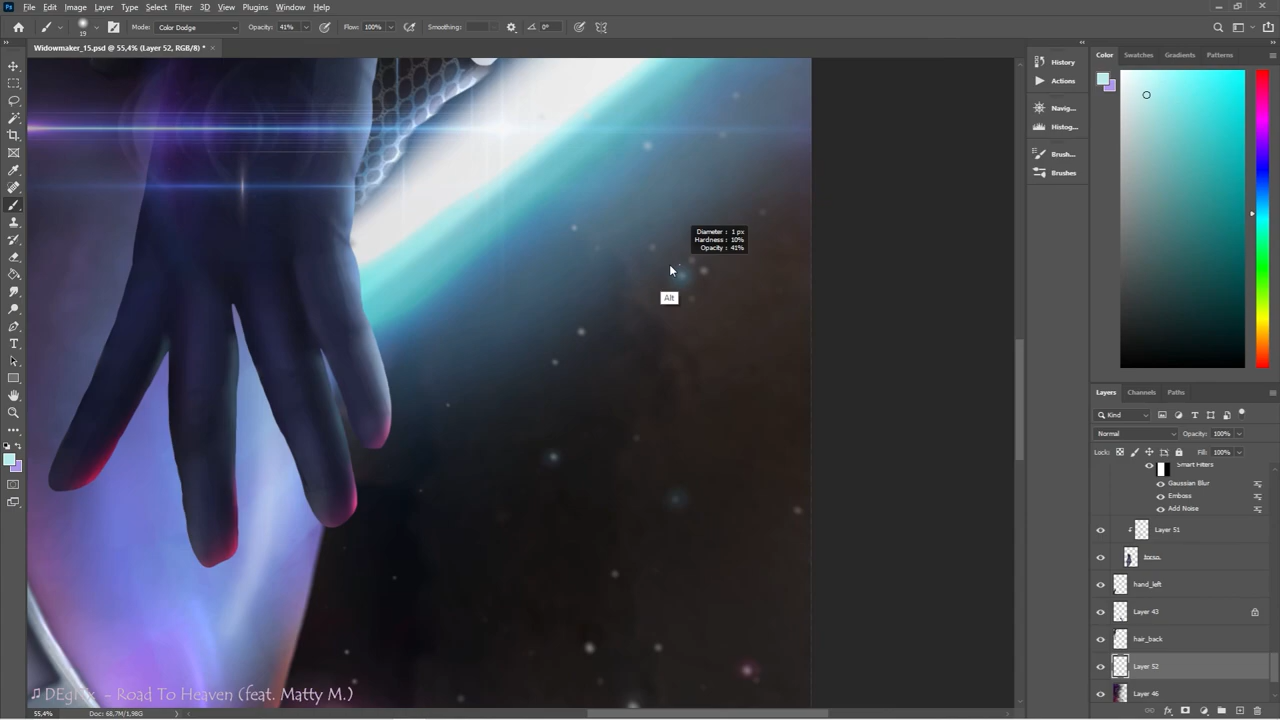 Ps File Edit Image Layer Type Select Filter 3D View Plugins Window Help
19 Mode: Color Dodge Opacity: 41% Flow: 100% Smoothing: 0°
Widowmaker_15.psd @ 55,4% (Layer 52, RGB/8) *
History
Actions
Navig...
Histog...
Brush...
Brushes
Color Swatches Gradients Patterns
Diameter : 1 px
Hardness : 10%
Opacity : 41%
Alt
Layers Channels Paths
Kind
Normal Opacity: 100%
Lock: Fill: 100%
Smart Filters
Gaussian Blur
Emboss
Add Noise
Layer 51
hand_left
Layer 43
hair_back
Layer 52
Layer 46
- Road To Heaven (feat. Matty M.)
55,4% Doc: 68,7M/1,98G